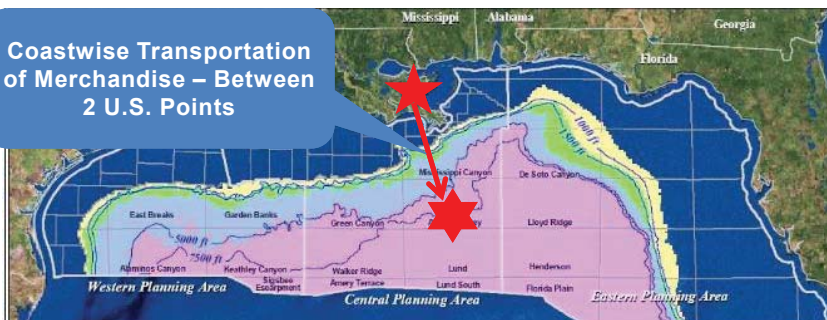 Mississippi
Alabama
Georgia
Florida
Coastwise Transportation
of Merchandise – Between
2 U.S. Points
1000 ft
1500 ft
Mississippi Canyon
De Soto Canyon
East Breaks
Garden Banks
Green Canyon
Lloyd Ridge
5000 ft
7500 ft
Alaminos Canyon
Keathley Canyon
Walker Ridge
Lund
Henderson
Sigsbee
Escarpment
Amery Terrace
Lund South
Florida Plain
Western Planning Area
Central Planning Area
Eastern Planning Area